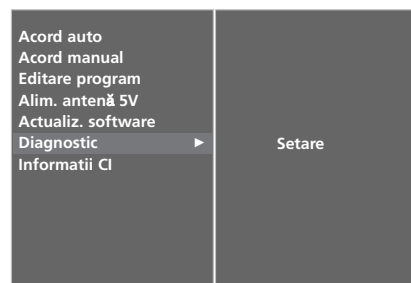 Acord auto
Acord manual
Editare program
Alim. antenă 5V
Actualiz. software
Diagnostic ►
Setare
Informatii CI